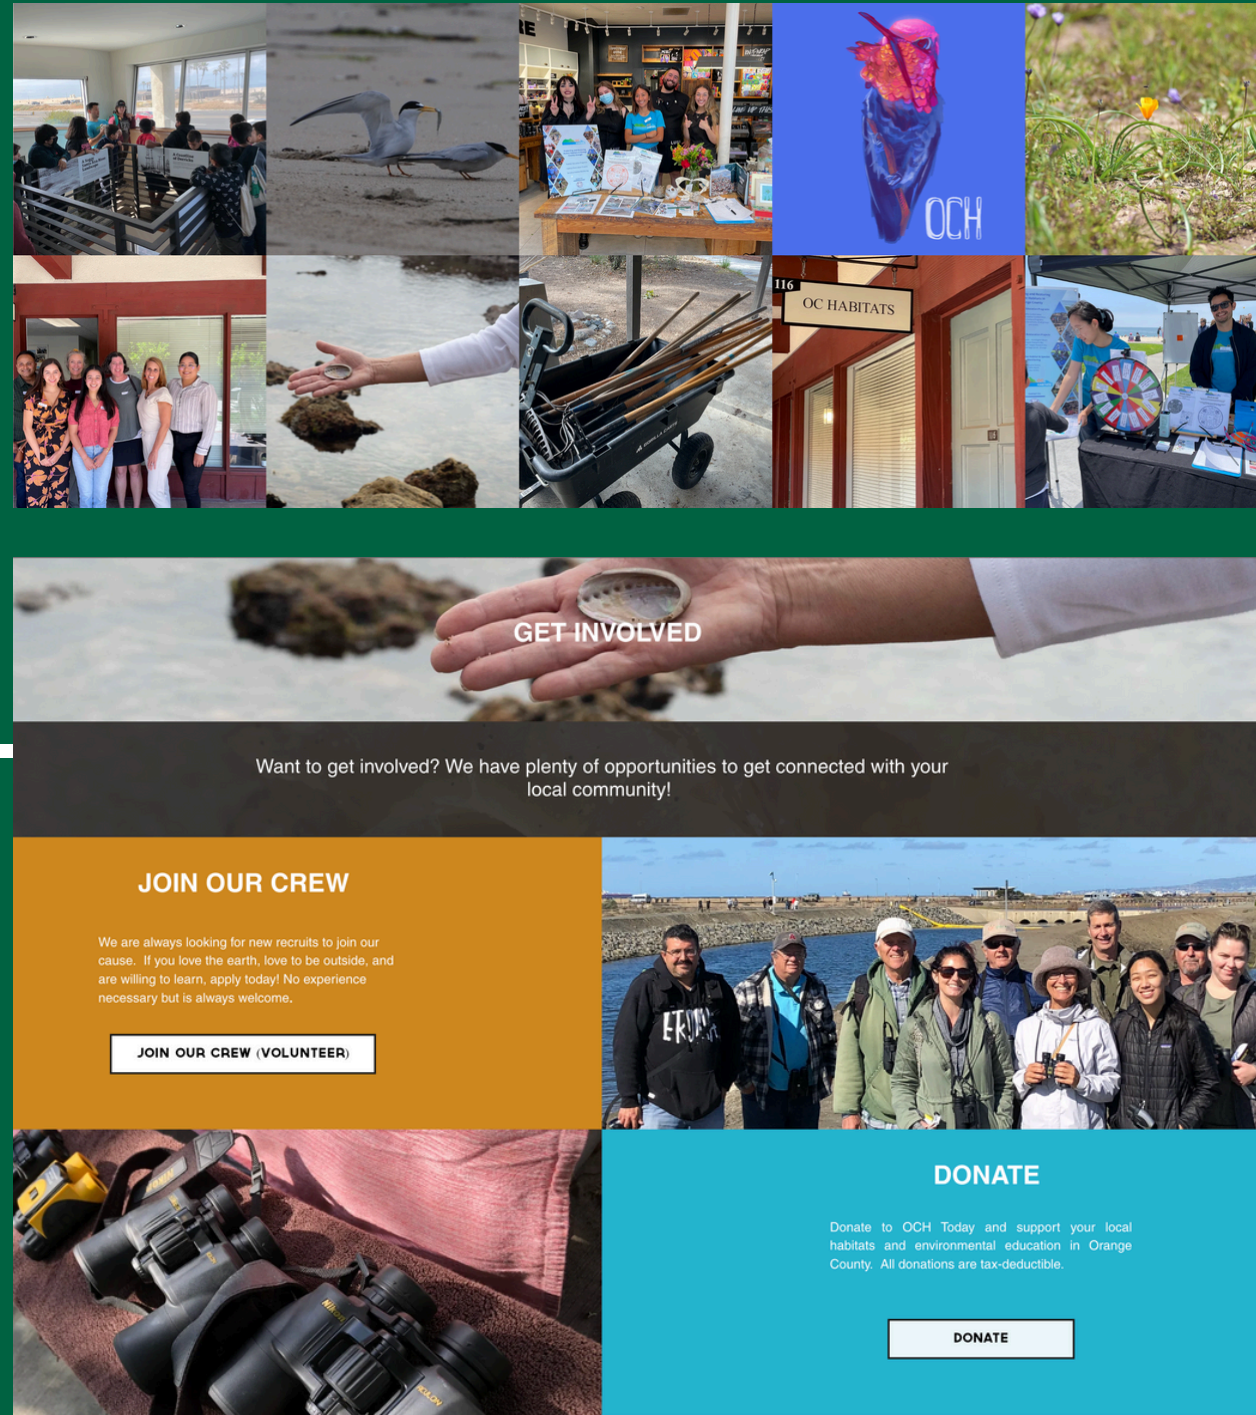 OCH
116
OC HABITATS
GET INVOLVED
Want to get involved? We have plenty of opportunities to get connected with your
local community!
JOIN OUR CREW
We are always looking for new recruits to join our
cause.  If you love the earth, love to be outside, and
are willing to learn, apply today! No experience
necessary but is always welcome.
JOIN OUR CREW (VOLUNTEER)
DONATE
Donate to OCH Today and support your local
habitats and environmental education in Orange
County.  All donations are tax-deductible.
DONATE
Nikon